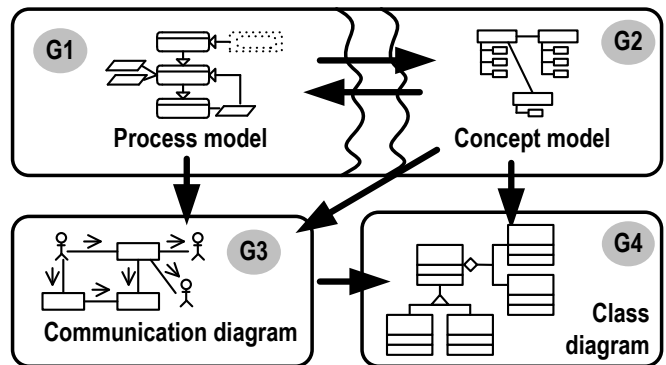 G1
G2
Process model
Concept model
G3
G4
Communication diagram
Class
diagram